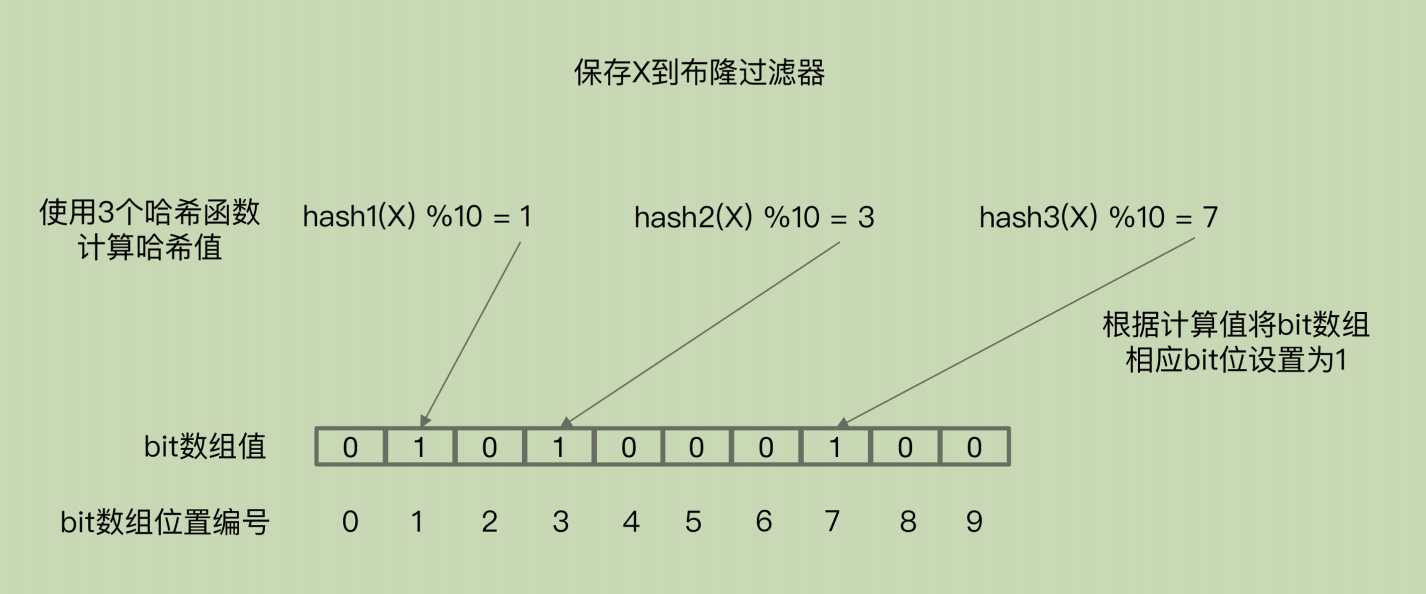 保存X到布隆过滤器
使用3个哈希函数
计算哈希值
hash1(X) %10 = 1
hash2(X) %10 = 3
hash3(X) %10 = 7
根据计算值将bit数组
相应bit位设置为1
bit数组值 0 1 0 1 0 0 0 1 0 0
bit数组位置编号 0 1 2 3 4 5 6 7 8 9